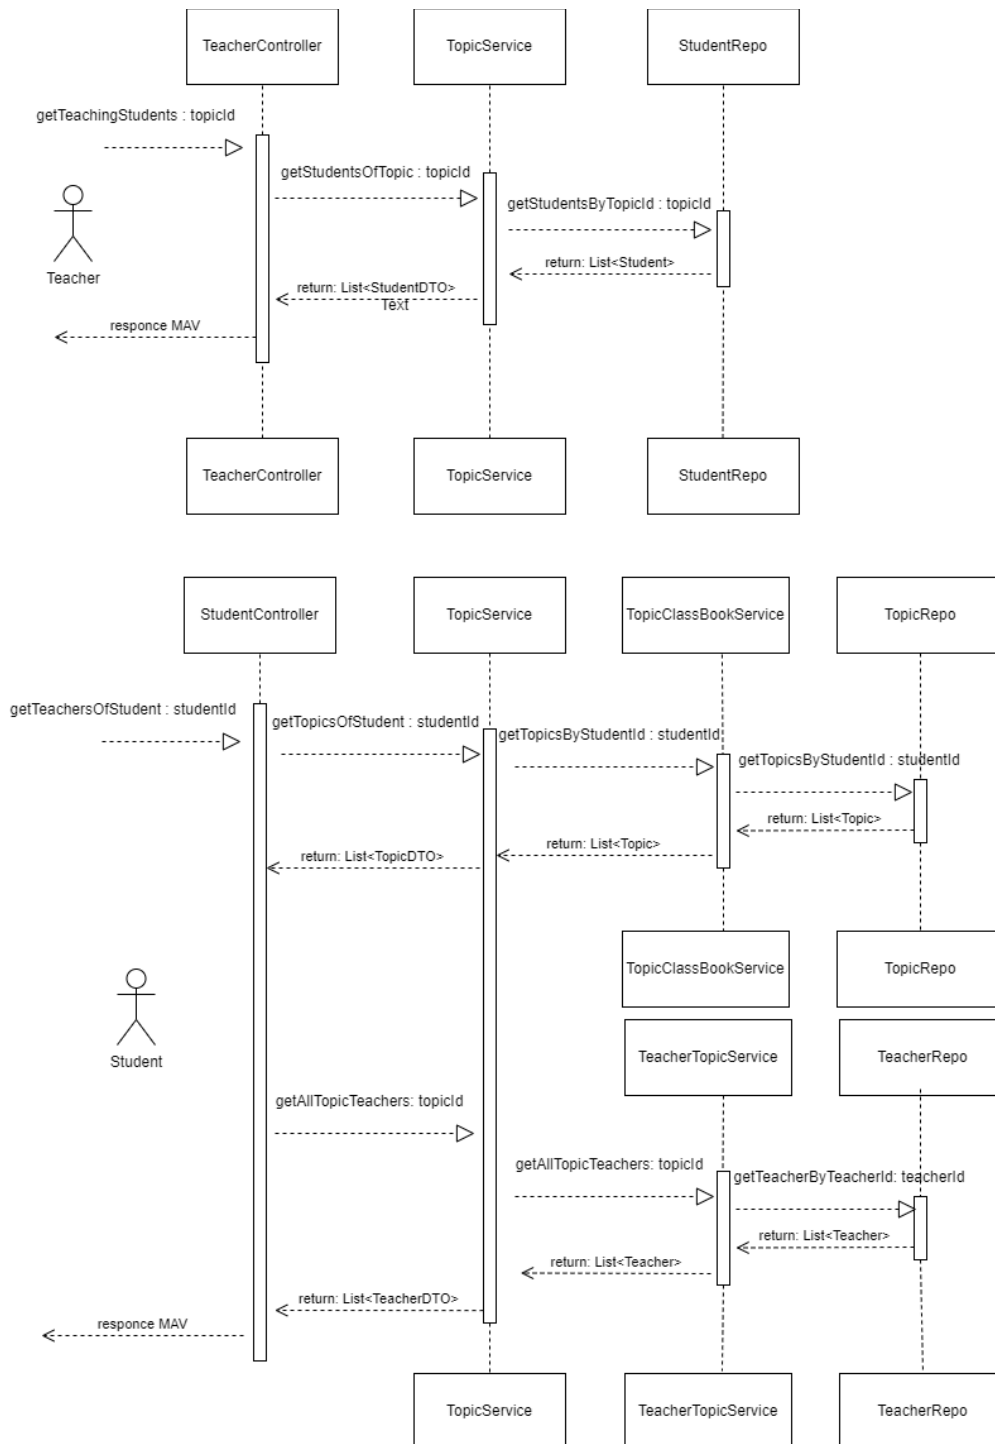 TeacherController
TopicService
StudentRepo
getTeachingStudents : topicId
getStudentsOfTopic : topicId
getStudentsByTopicId : topicId
return: List<Student>
Teacher
return: List<StudentDTO>
Text
responce MAV
TeacherController
TopicService
StudentRepo
StudentController
TopicService
TopicClassBookService
TopicRepo
getTeachersOfStudent : studentId
getTopicsOfStudent : studentId
getTopicsByStudentId : studentId
getTopicsByStudentId : studentId
return: List<Topic>
return: List<Topic>
return: List<TopicDTO>
TopicClassBookService
TopicRepo
Student
TeacherTopicService
TeacherRepo
getAllTopicTeachers: topicId
getAllTopicTeachers: topicId
getTeacherByTeacherId: teacherId
return: List<Teacher>
return: List<Teacher>
return: List<TeacherDTO>
responce MAV
TopicService
TeacherTopicService
TeacherRepo